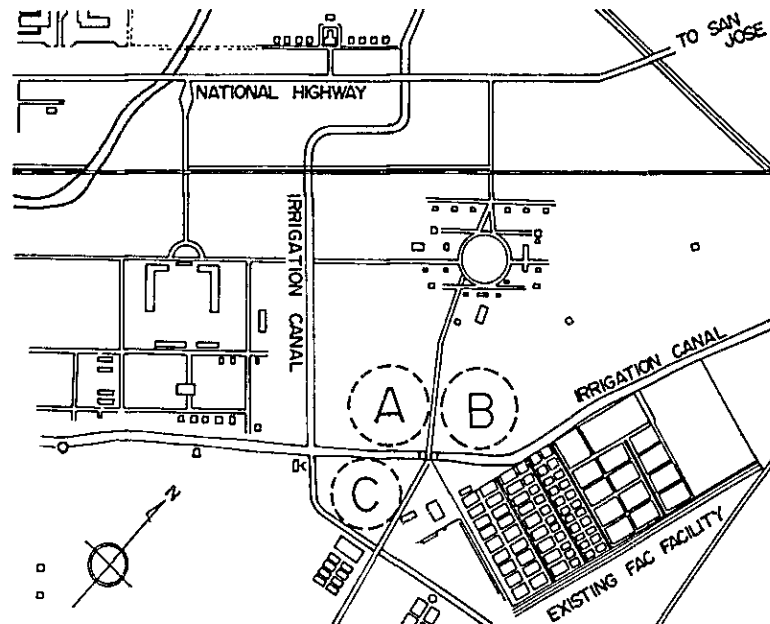 TO SAN
JOSE
NATIONAL HIGHWAY
IRRIGATION CANAL
IRRIGATION CANAL
A
B
C
N
EXISTING FAC FACILITY